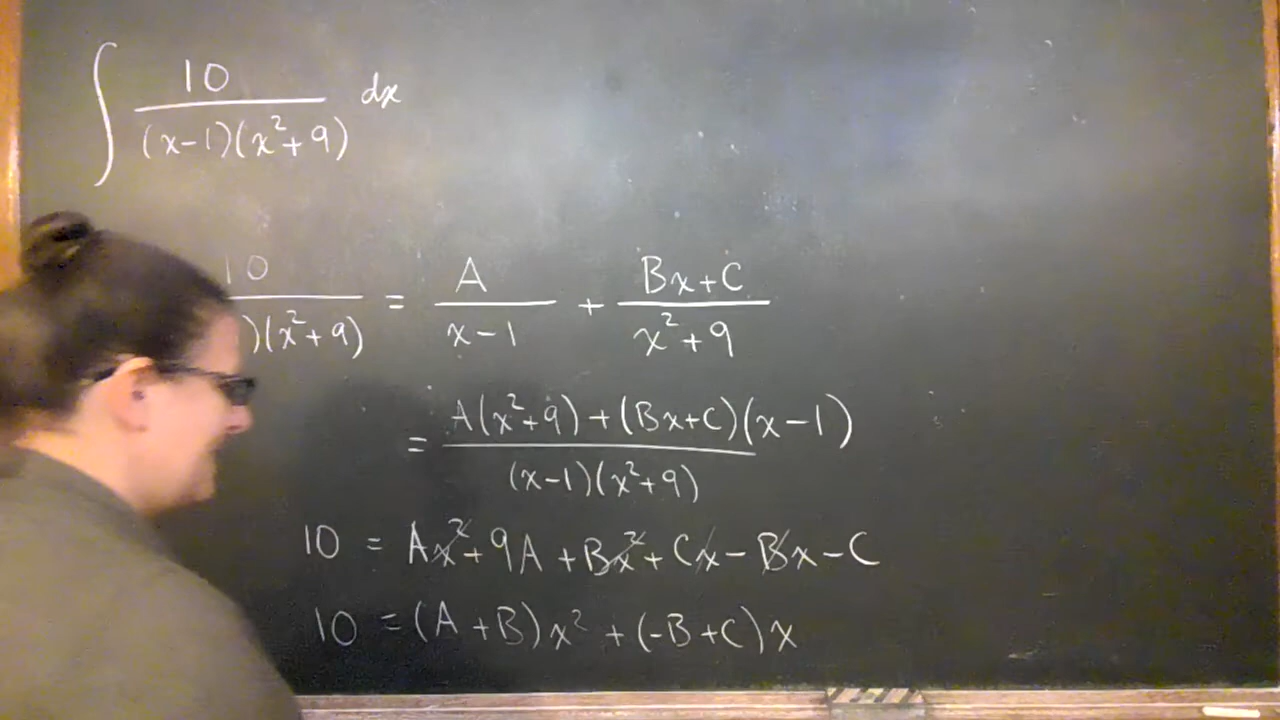 ∫ 10 / (x-1)(x²+9) dx
10 / )(x²+9) = A / x-1 + Bx+C / x²+9
= A(x²+9)+(Bx+C)(x-1) / (x-1)(x²+9)
10 = Ax²+9A+Bx²+Cx-Bx-C
10 = (A+B)x²+(-B+C)x